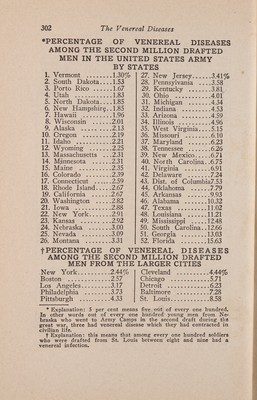 302 The Venereal Diseases
*PERCENTAGE OF VENEREAL DISEASES
AMONG THE SECOND MILLION DRAFTED
MEN IN THE UNITED STATES ARMY
BY STATES
1. Vermont ........1.30%
2. South Dakota...1.53
3. Porto Rico ......1.67
4. Utah ...........1.83
5. North Dakota...1.85
6. New Hampshire..1.85
7. Hawaii .........1.96
8. Wisconsin ......2.01
9. Alaska .........2.13
10. Oregon .........2.19
11. Idaho ..........2.21
12. Wyoming .......2.25
13. Massachusetts ...2.31
14. Minnesota ......2.31
15. Maine ..........2.35
16. Colorado .......2.39
17. Connecticut .....2.59
18. Rhode Island....2.67
19. California ......2.67
20. Washington .....2.82
21. Iowa ...........2.88
22. New York.......2.91
23. Kansas .........2.92
24. Nebraska .......3.00
25. Nevada .........3.09
26. Montana ........3.31
27. New Jersey......3.41%
28. Pennsylvania ....3.58
29. Kentucky .......3.81
30. Ohio ...........4.01
31. Michigan .......4.34
32. Indiana .........4.53
33. Arizona .........4.59
34. Illinois .........4.96
35. West Virginia...5.15
36. Missouri ........6.10
37. Maryland .......6.23
38. Tennessee .......6.26
39. New Mexico.....6.71
40. North Carolina..6.75
41. Virginia .........6.91
42. Delaware .......7.24
43. Dist. of Columbia7.53
44. Oklahoma .......7.79
45. Arkansas ........9.93
46. Alabama .......10.32
47. Texas .........11.02
48. Louisiana ......11.21
49. Mississippi .....12.48
50. South Carolina..12.66
51. Georgia .......13.03
52. Florida ........15.63
†PERCENTAGE OF VENEREAL DISEASES
AMONG THE SECOND MILLION DRAFTED
MEN FROM THE LARGER CITIES
New York.........2.44% Cleveland ........4.44%
Boston ...........2.57 Chicago ..........5.71
Los Angeles.......3.17 Detroit ...........6.23
Philadelphia .......3.73 Baltimore ........7.28
Pittsburgh ........4.33 St. Louis..........8.58
* Explanation: 3 per cent means three out of every one hundred.
In other words out of every one hundred young men from Ne-
braska who went to Army Camps in the second draft during the
great war, three had venereal disease which they had contracted in
civilian life.
† Explanation: this means that among every one hundred soldiers
who were drafted from St. Louis between eight and nine had a
venereal infection.